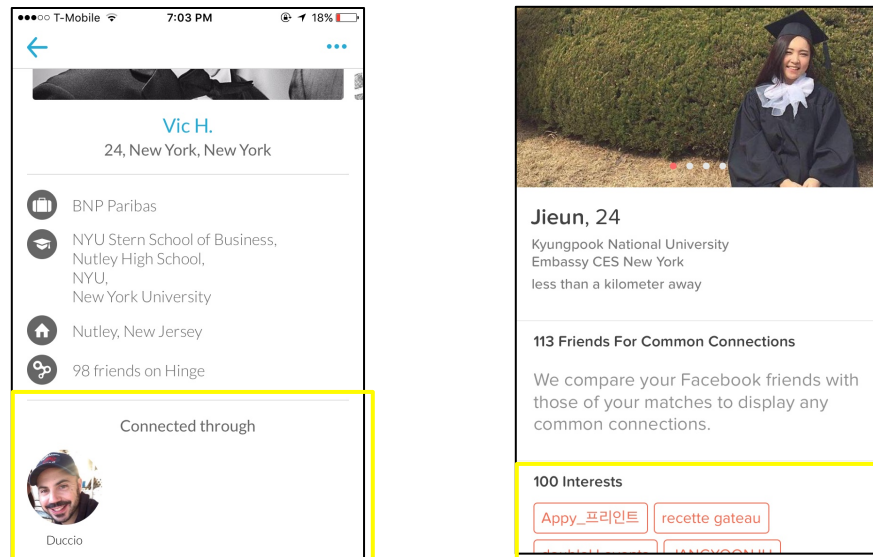 T-Mobile
7:03 PM
18%
Vic H.
24, New York, New York
BNP Paribas
NYU Stern School of Business,
Nutley High School,
NYU,
New York University
Nutley, New Jersey
98 friends on Hinge
Connected through
Duccio
Jieun, 24
Kyungpook National University
Embassy CES New York
less than a kilometer away
113 Friends For Common Connections
We compare your Facebook friends with
those of your matches to display any
common connections.
100 Interests
Appy_프리인트 recette gateau